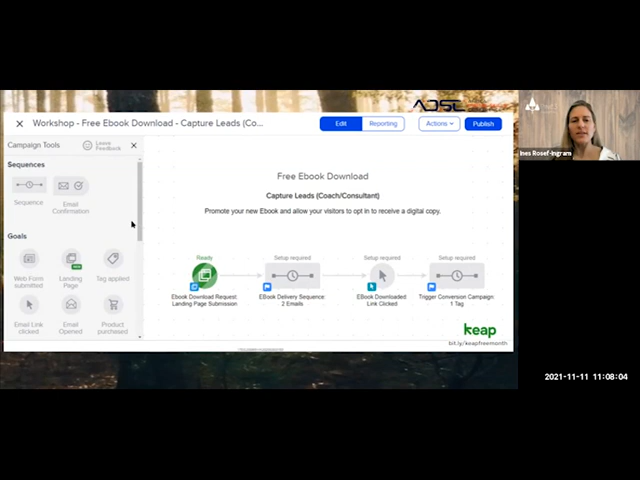 ADSC
Workshop - Free Ebook Download - Capture Leads (Co...
Edit
Reporting
Actions
Publish
Campaign Tools
Leave Feedback
Sequences
Sequence
Email Confirmation
Goals
Web Form submitted
Landing Page
Tag applied
Email Link clicked
Email Opened
Product purchased
Free Ebook Download
Capture Leads (Coach/Consultant)
Promote your new Ebook and allow your visitors to opt in to receive a digital copy.
Ready
Setup required
Setup required
Setup required
Ebook Download Request:
Landing Page Submission
EBook Delivery Sequence:
2 Emails
EBook Downloaded:
Link Clicked
Trigger Conversion Campaign:
1 Tag
keap
bit.ly/keapfreemonth
Ines Rosef-Ingram
2021-11-11 11:08:04